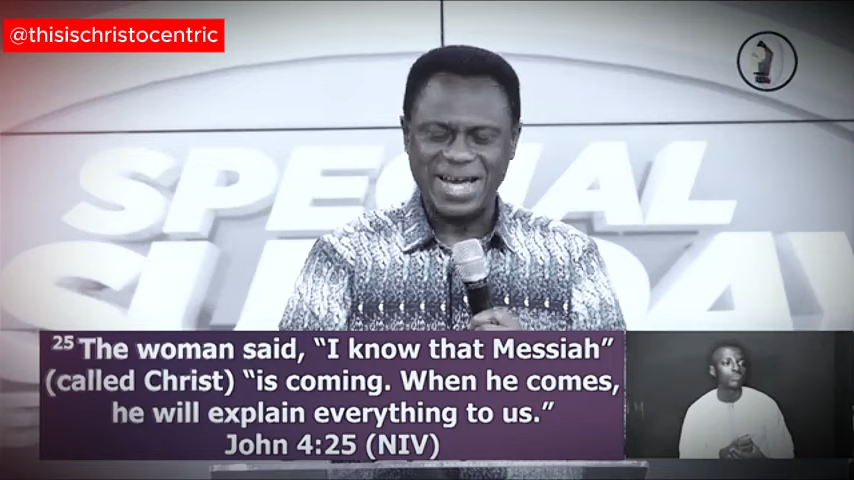 @thisischristocentric
SPECIAL
SUNDAY
25 The woman said, “I know that Messiah”
(called Christ) “is coming. When he comes,
he will explain everything to us.”
John 4:25 (NIV)